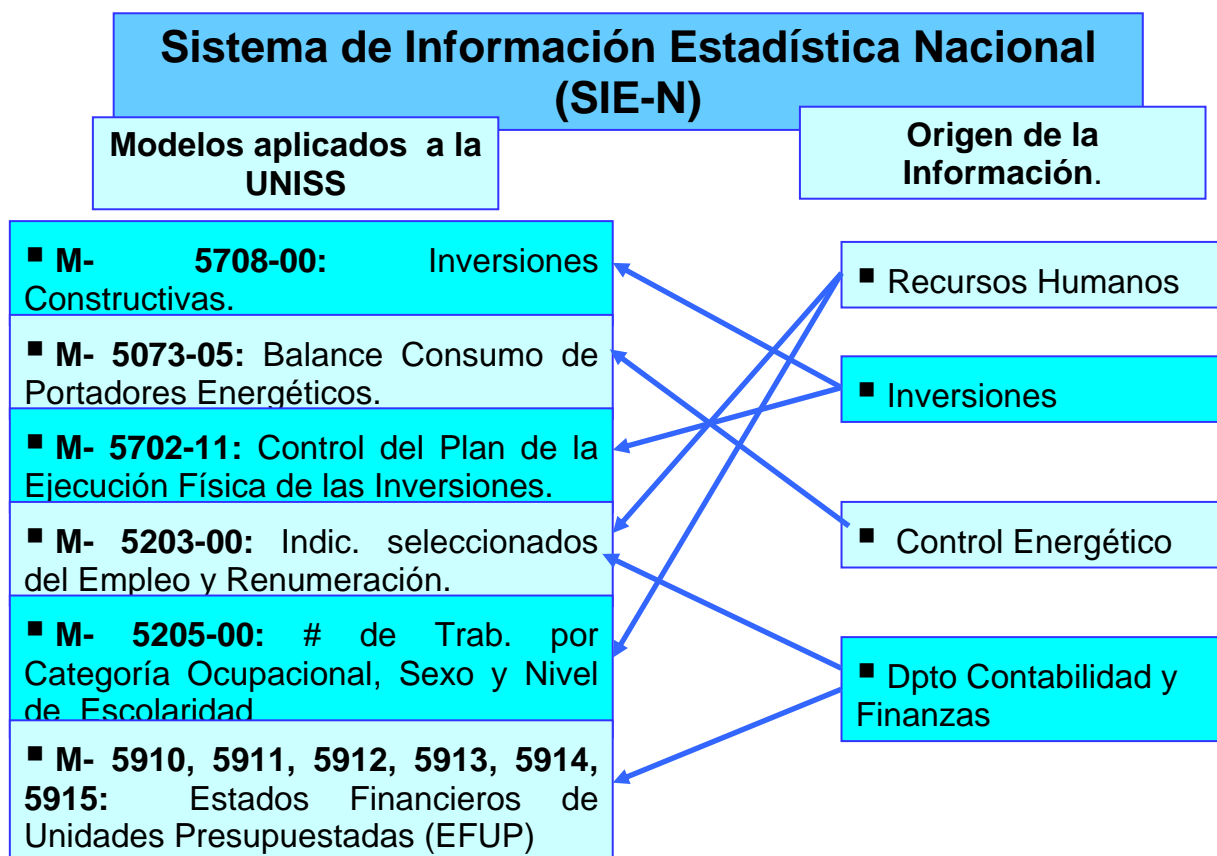 Sistema de Información Estadística Nacional
(SIE-N)
Modelos aplicados a la
UNISS
Origen de la
Información.
▪ M- 5708-00: Inversiones
Constructivas.
▪ M- 5073-05: Balance Consumo de
Portadores Energéticos.
▪ M- 5702-11: Control del Plan de la
Ejecución Física de las Inversiones.
▪ M- 5203-00: Indic. seleccionados
del Empleo y Renumeración.
▪ M- 5205-00: # de Trab. por
Categoría Ocupacional, Sexo y Nivel
de Escolaridad
▪ M- 5910, 5911, 5912, 5913, 5914,
5915: Estados Financieros de
Unidades Presupuestadas (EFUP)
▪ Recursos Humanos
▪ Inversiones
▪ Control Energético
▪ Dpto Contabilidad y
Finanzas